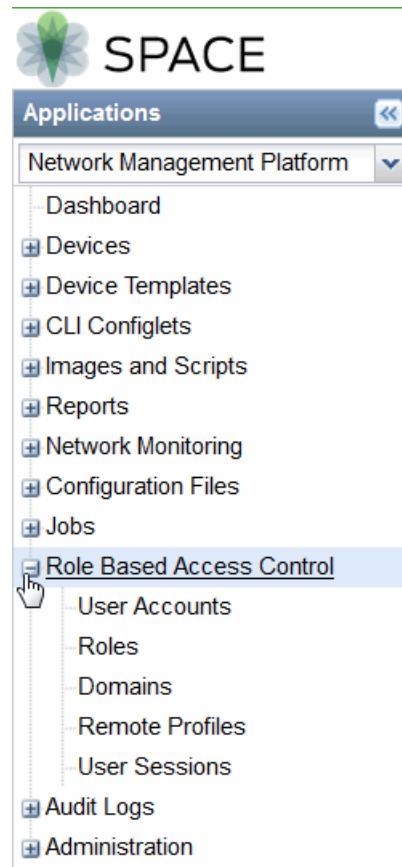 SPACE
Applications
Network Management Platform
Dashboard
Devices
Device Templates
CLI Configlets
Images and Scripts
Reports
Network Monitoring
Configuration Files
Jobs
Role Based Access Control
User Accounts
Roles
Domains
Remote Profiles
User Sessions
Audit Logs
Administration